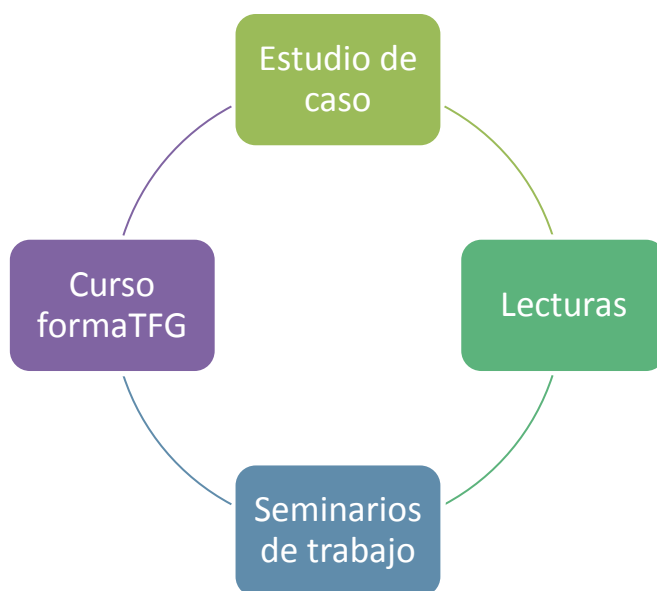 Estudio de
caso
Curso
formaTFG
Lecturas
Seminarios
de trabajo